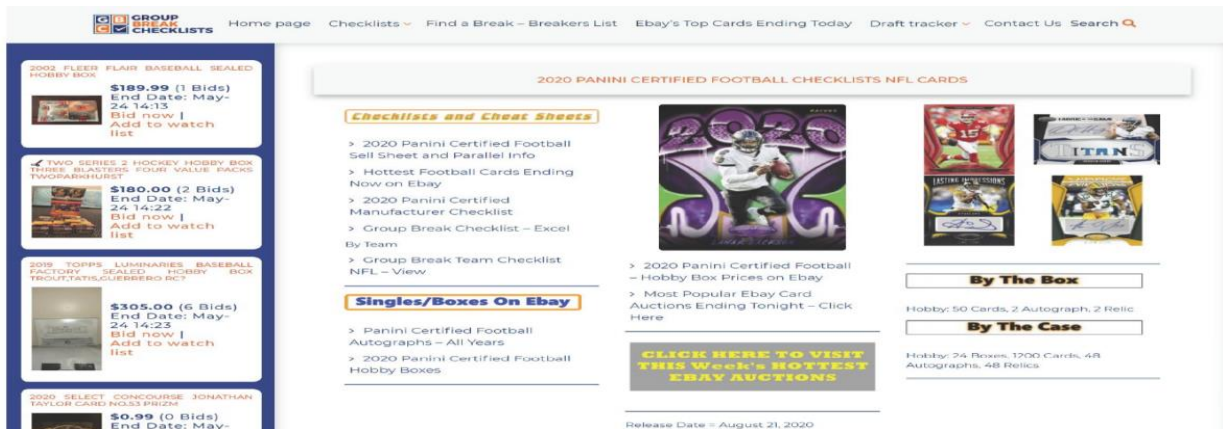 GROUP
BREAK
CHECKLISTS
Home page Checklists Find a Break – Breakers List Ebay's Top Cards Ending Today Draft tracker Contact Us Search
2002 FLEER FLAIR BASEBALL SEALED
HOBBY BOX
$189.99 (1 Bids)
End Date: May-
24 14:13
Bid now |
Add to watch
list
TWO SERIES 2 HOCKEY HOBBY BOX
THREE BLASTERS FOUR VALUE PACKS
TWOPARKHURST
$180.00 (2 Bids)
End Date: May-
24 14:22
Bid now |
Add to watch
list
2019 TOPPS LUMINARIES BASEBALL
FACTORY SEALED HOBBY BOX
TROUT,TATIS,GUERRERO RC?
$305.00 (6 Bids)
End Date: May-
24 14:23
Bid now |
Add to watch
list
2020 SELECT CONCOURSE JONATHAN
TAYLOR CARD NO.53 PRIZM
$0.99 (0 Bids)
End Date: May-
2020 PANINI CERTIFIED FOOTBALL CHECKLISTS NFL CARDS
Checklists and Cheat Sheets
> 2020 Panini Certified Football
Sell Sheet and Parallel Info
> Hottest Football Cards Ending
Now on Ebay
> 2020 Panini Certified
Manufacturer Checklist
> Group Break Checklist – Excel
By Team
> Group Break Team Checklist
NFL – View
Singles/Boxes On Ebay
> Panini Certified Football
Autographs – All Years
> 2020 Panini Certified Football
Hobby Boxes
2020
> 2020 Panini Certified Football
– Hobby Box Prices on Ebay
> Most Popular Ebay Card
Auctions Ending Tonight – Click
Here
CLICK HERE TO VISIT
THIS Week's HOTTEST
EBAY AUCTIONS
Release Date = August 21, 2020
15
FABRIC OF THE GAME
TITANS
LASTING IMPRESSIONS
By The Box
Hobby: 50 Cards, 2 Autograph, 2 Relic
By The Case
Hobby: 24 Boxes, 1200 Cards, 48
Autographs, 48 Relics